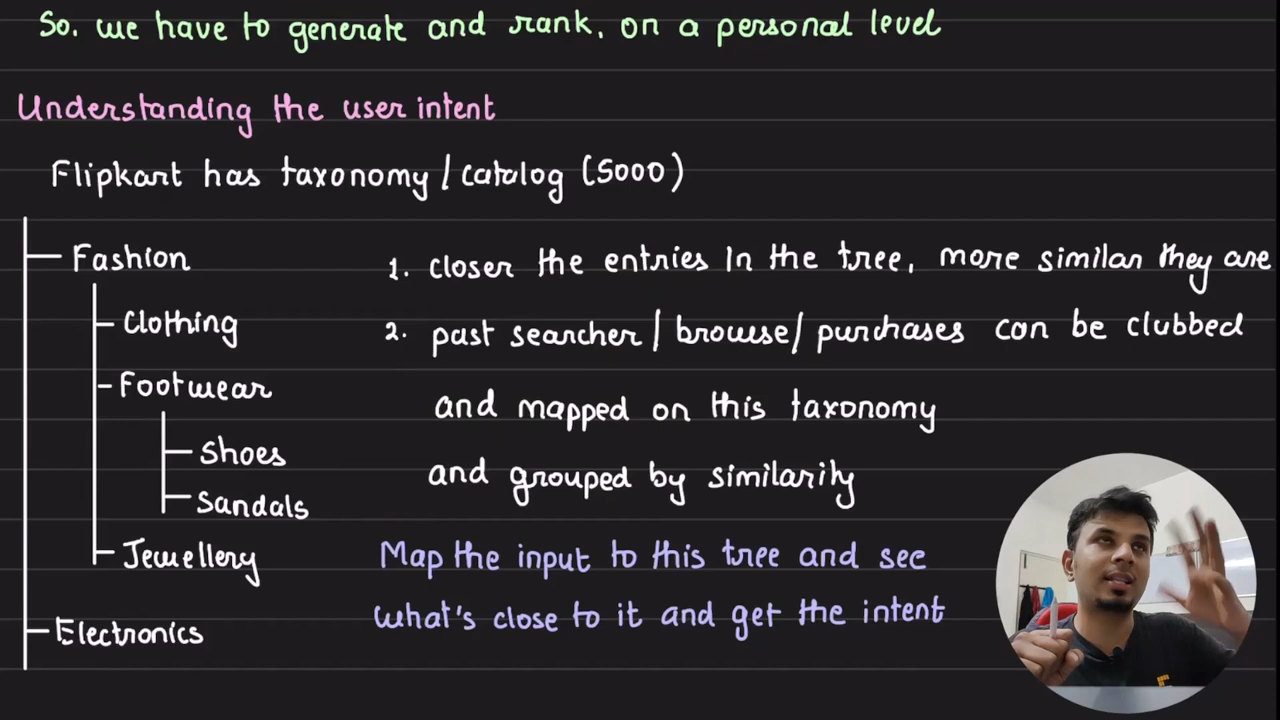 So. we have to generate and rank, on a personal level
Understanding the user intent
Flipkart has taxonomy / catalog (5000)
Fashion
Clothing
Footwear
Shoes
Sandals
Jewellery
Electronics
1. closer the entries in the tree, more similar they are
2. past searcher / browse / purchases can be clubbed
and mapped on this taxonomy
and grouped by similarity
Map the input to this tree and see
what's close to it and get the intent